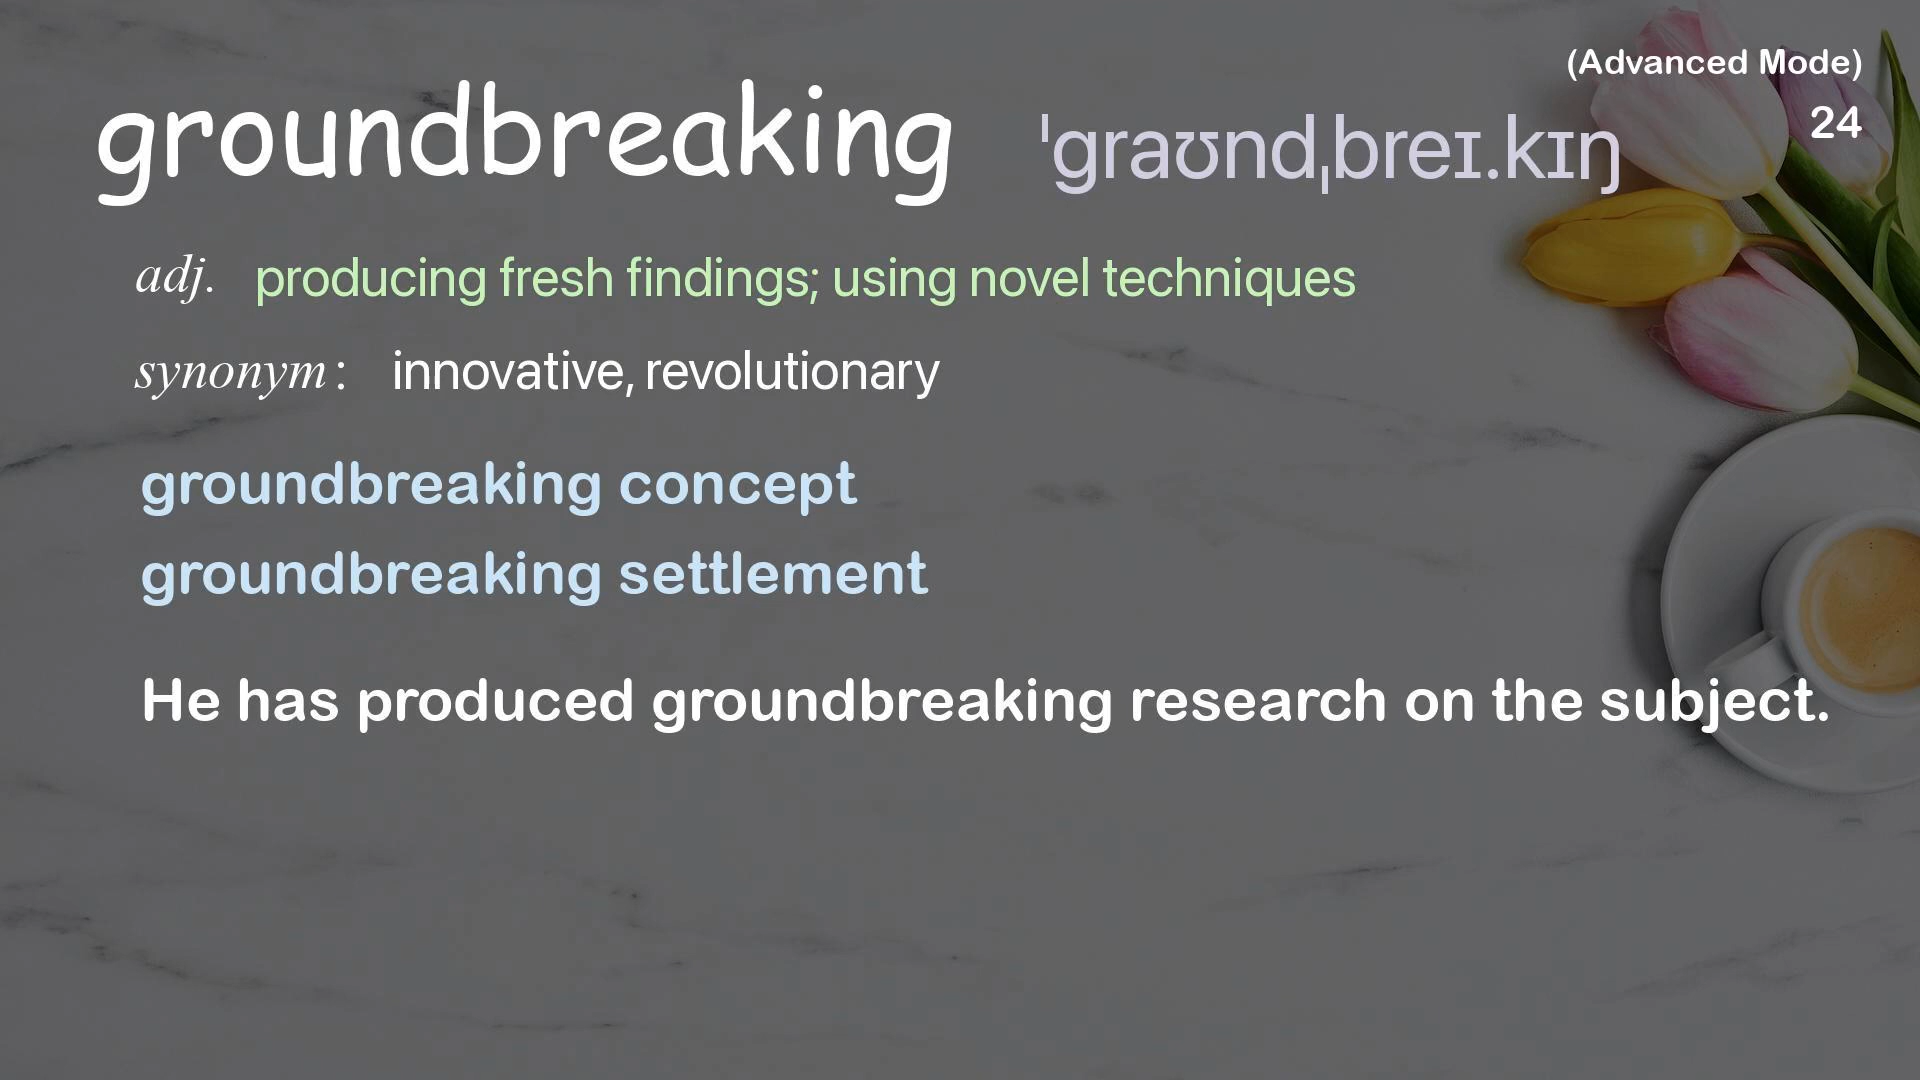 (Advanced Mode)
groundbreaking ˈɡraʊndˌbreɪ.kɪŋ
24
adj. producing fresh findings; using novel techniques
synonym: innovative, revolutionary
groundbreaking concept
groundbreaking settlement
He has produced groundbreaking research on the subject.